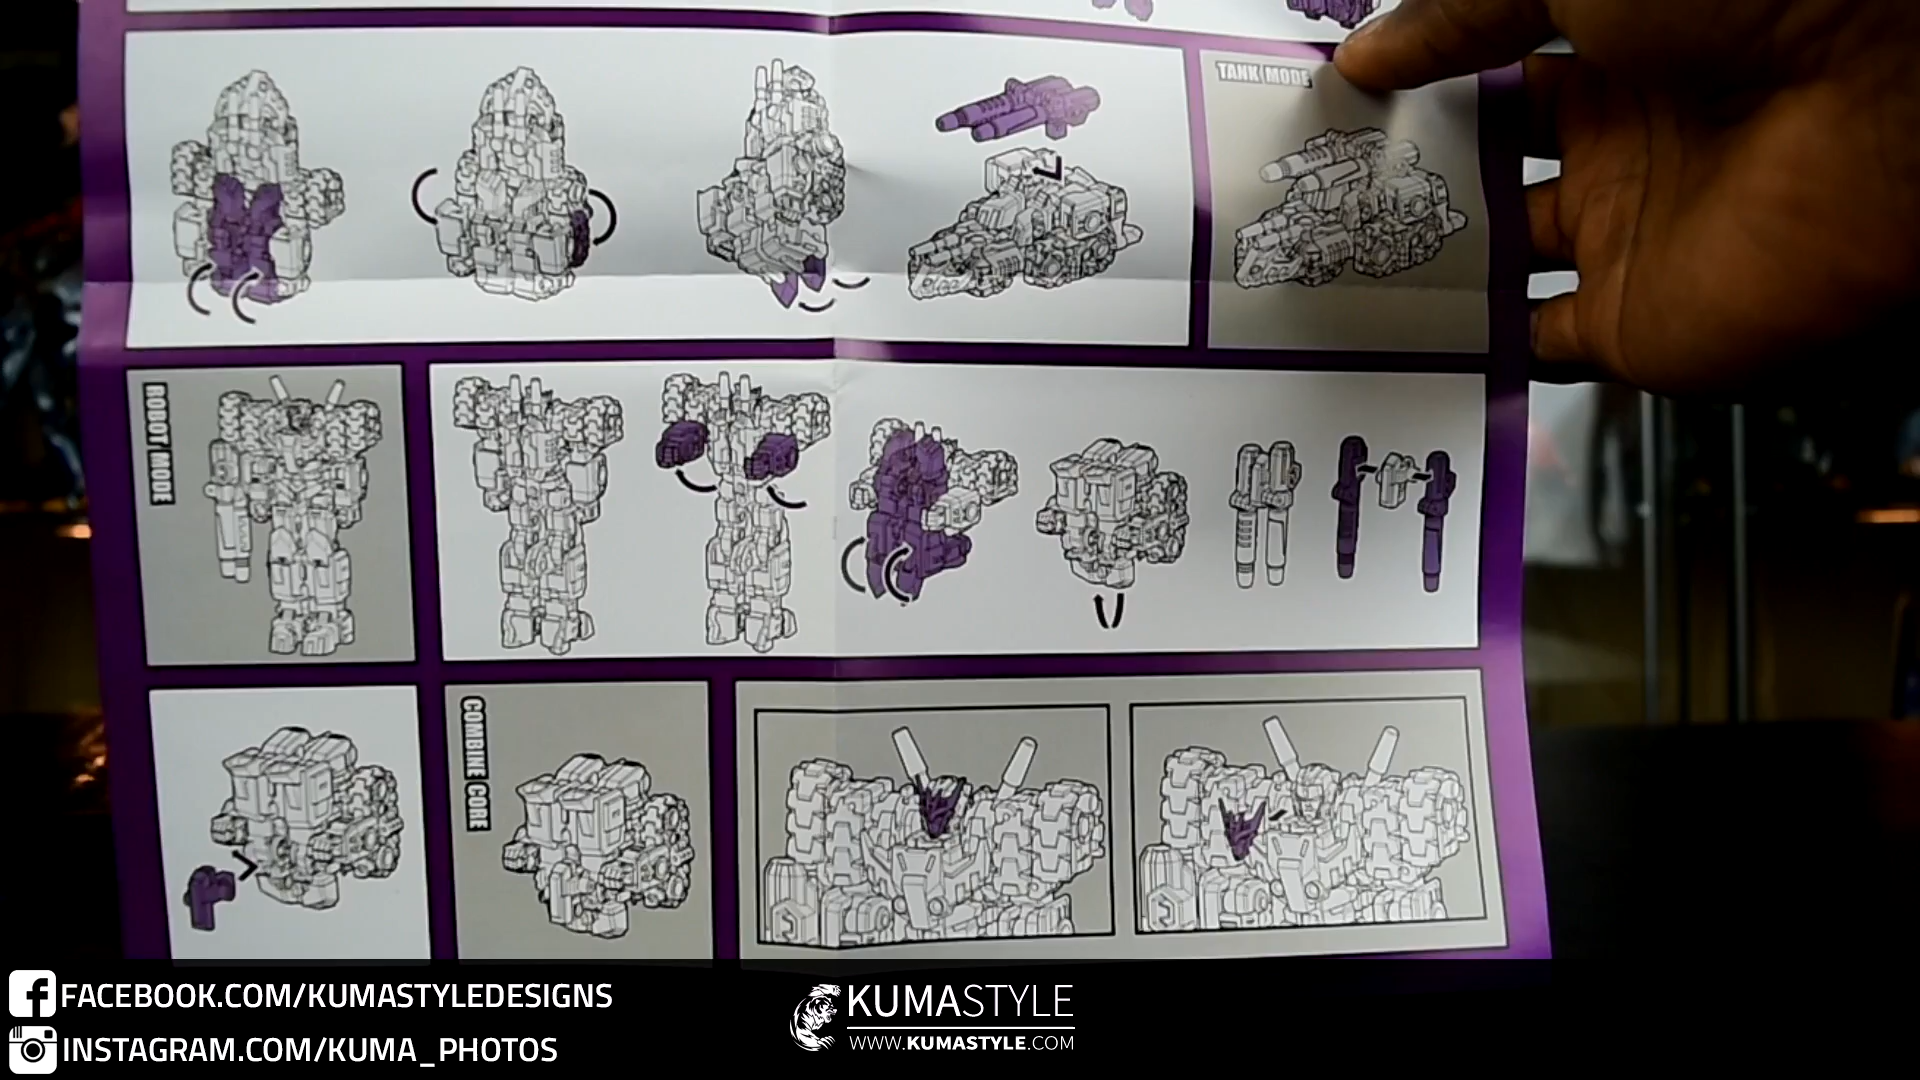 TANK MODE
ROBOT MODE
COMBINE CORE
FACEBOOK.COM/KUMASTYLEDESIGNS
INSTAGRAM.COM/KUMA_PHOTOS
KUMASTYLE
WWW.KUMASTYLE.COM